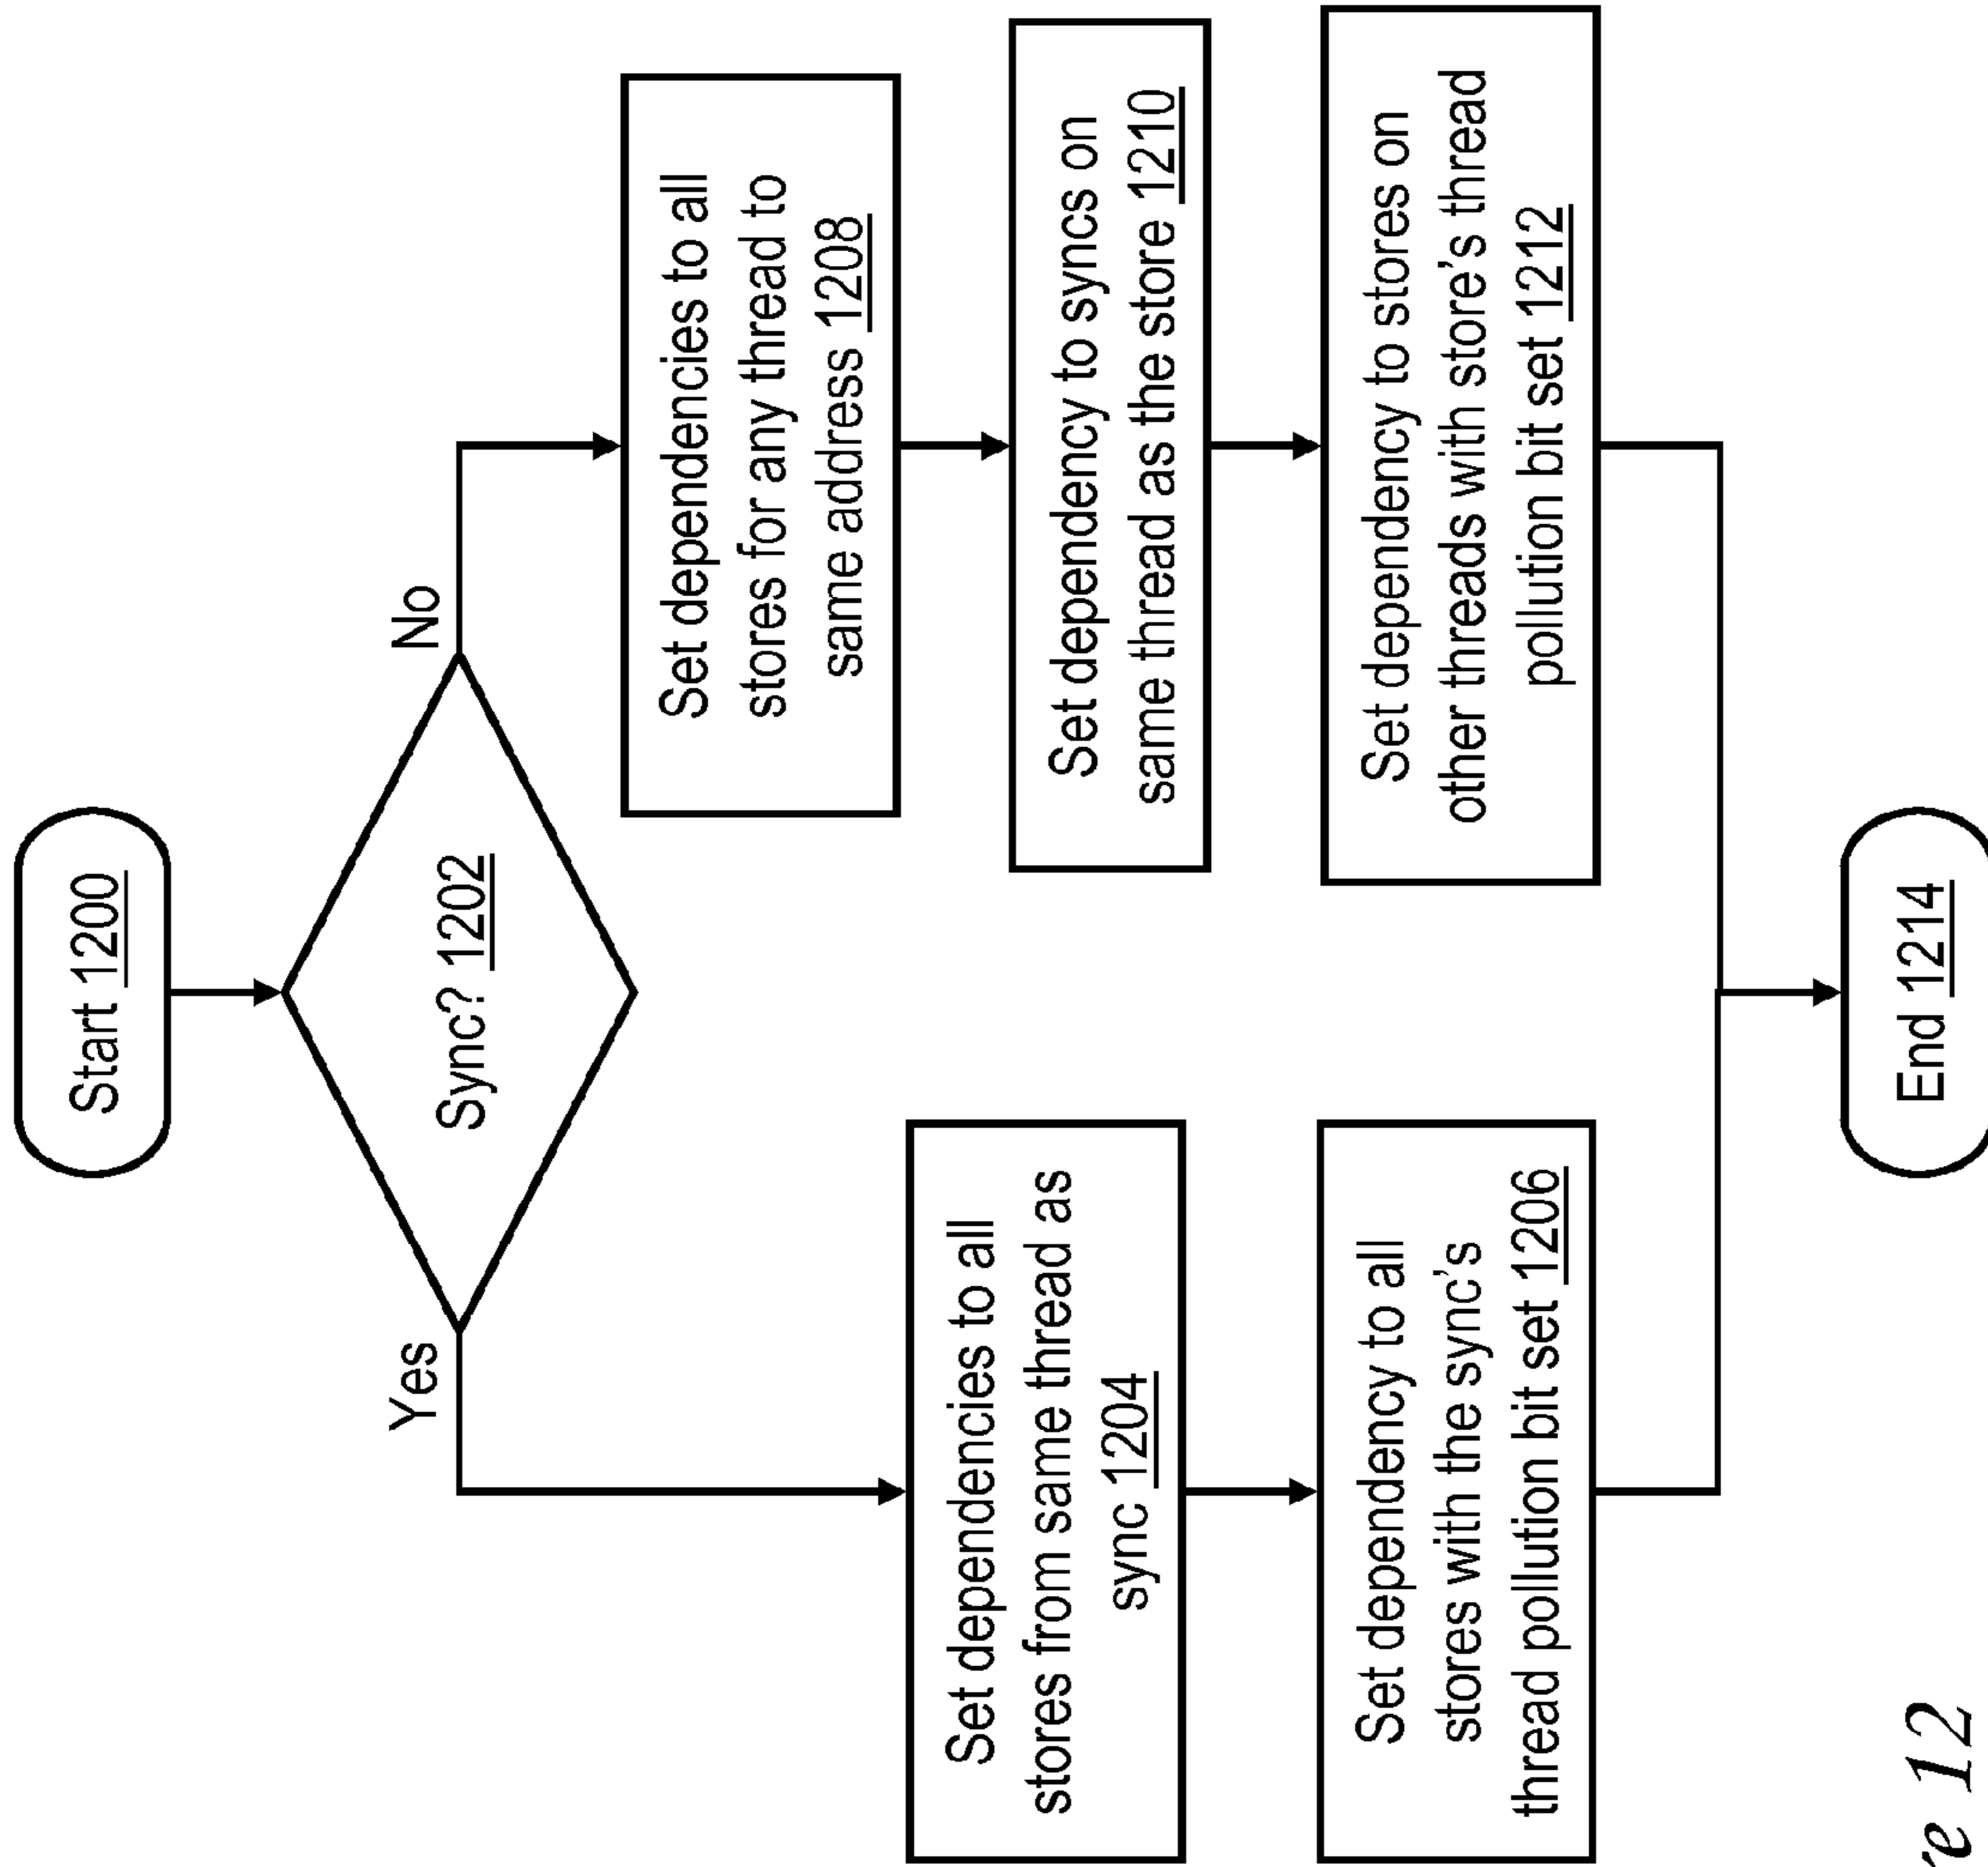 Start 1200
Sync? 1202
Yes
No
Set dependencies to all
stores from same thread as
sync 1204
Set dependency to all
stores with the sync's
thread pollution bit set 1206
Set dependencies to all
stores for any thread to
same address 1208
Set dependency to syncs on
same thread as the store 1210
Set dependency to stores on
other threads with store's thread
pollution bit set 1212
End 1214
re 12